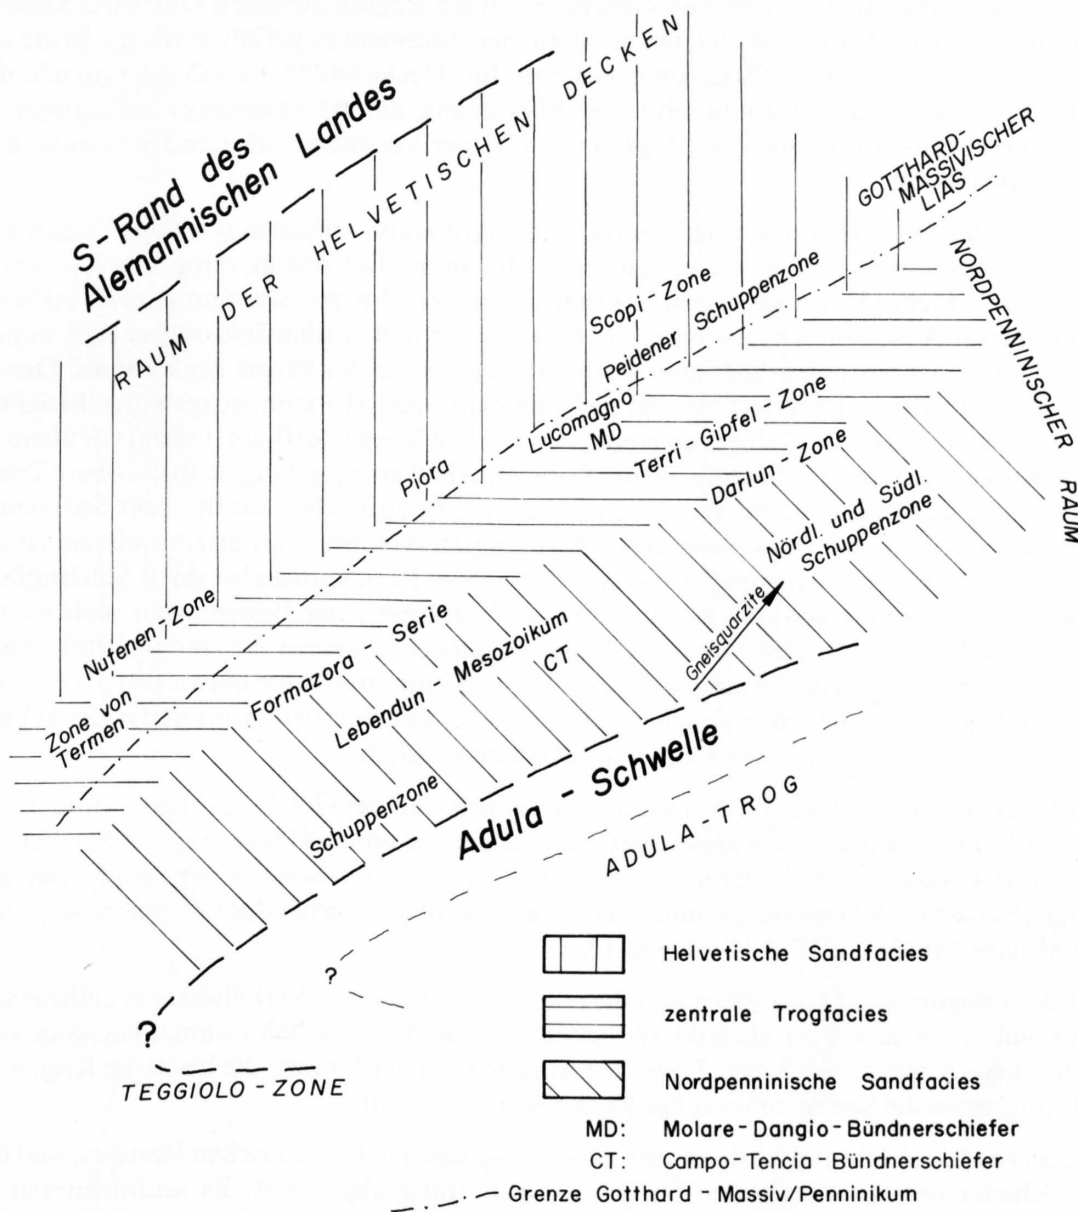 S-Rand des
Alemannischen Landes
RAUM DER HELVETISCHEN DECKEN
GOTTHARD-
MASSIVISCHER
LIAS
NORDPENNINISCHER RAUM
Scopi Zone
Peidener Schuppenzone
Piora
Lucomagno
MD
Terri Gipfel Zone
Darlun-Zone
Nördl. und Südl.
Schuppenzone
Gneisquarzite
Nufenen-Zone
Zone von
Termen
Formazora - Serie
Lebendun Mesozoikum
CT
Schuppenzone
Adula - Schwelle
ADULA-TROG
?
?
TEGGIOLO-ZONE
Helvetische Sandfacies
zentrale Trogfacies
Nordpenninische Sandfacies
MD: Molare-Dangio-Bündnerschiefer
CT: Campo-Tencia-Bündnerschiefer
Grenze Gotthard-Massiv/Penninikum